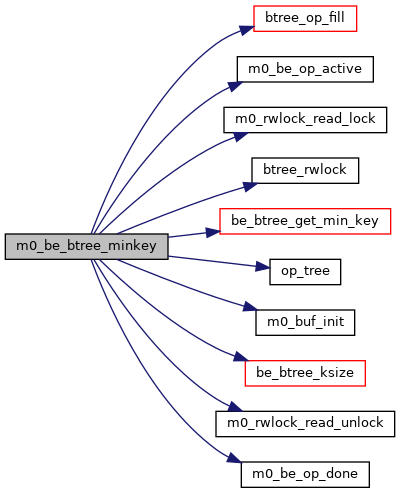 btree_op_fill
m0_be_op_active
m0_rwlock_read_lock
btree_rwlock
be_btree_get_min_key
m0_be_btree_minkey
op_tree
m0_buf_init
be_btree_ksize
m0_rwlock_read_unlock
m0_be_op_done